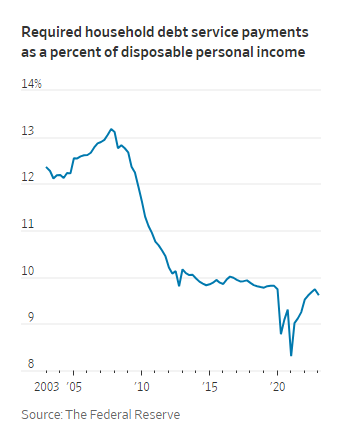 Required household debt service payments
as a percent of disposable personal income
14%
13
12
11
10
9
8
2003 ’05 ’10 ’15 ’20
Source: The Federal Reserve